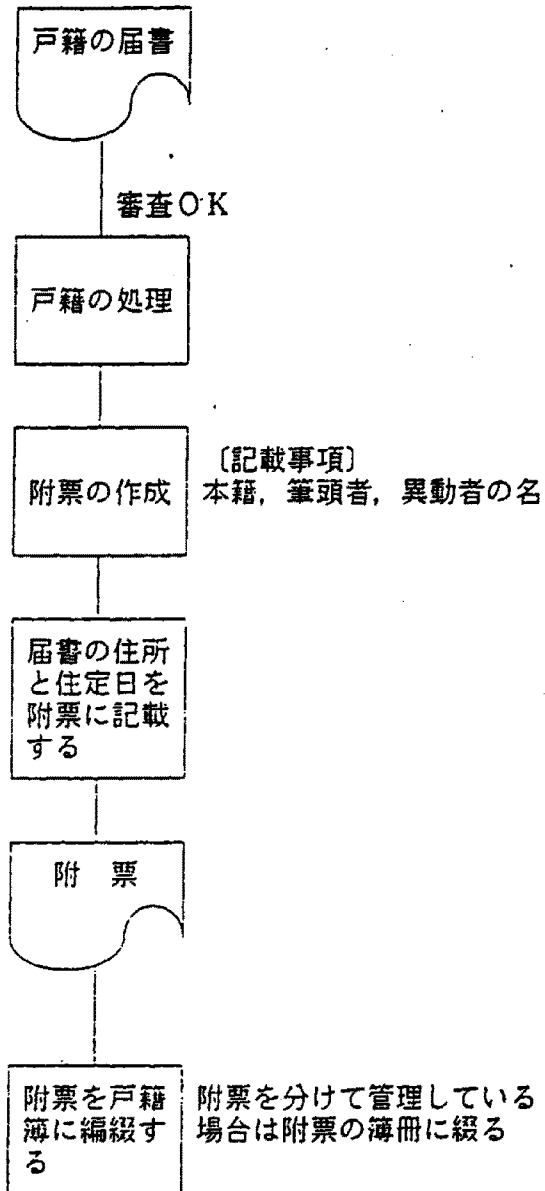 戸籍の届書
審査OK
戸籍の処理
附票の作成
〔記載事項〕
本籍，筆頭者，異動者の名
届書の住所
と住定日を
附票に記載
する
附　票
附票を戸籍
簿に編綴す
る
附票を分けて管理している
場合は附票の簿冊に綴る